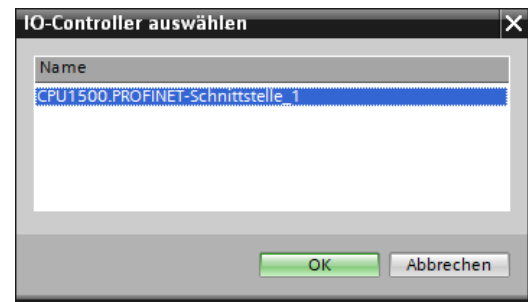 IO-Controller auswählen
Name
CPU1500.PROFINET-Schnittstelle_1
OK Abbrechen